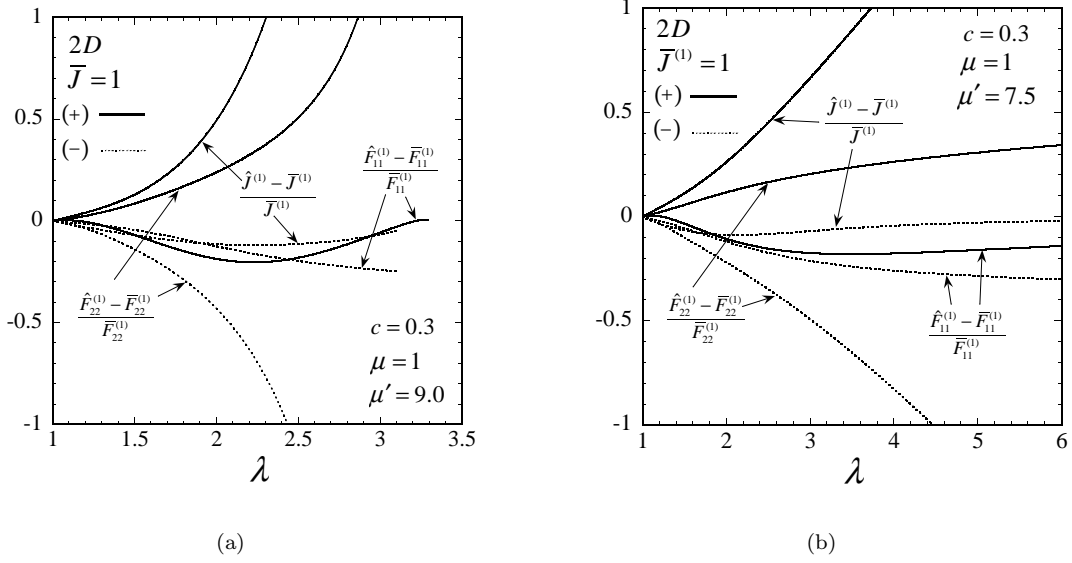 1
0.5
0
-0.5
-1
1
1.5
2
2.5
3
3.5
λ
2D
J̅ = 1
(+)
(−)
Ĵ⁽¹⁾ − J̅⁽¹⁾
J̅⁽¹⁾
F̂₁₁⁽¹⁾ − F̅₁₁⁽¹⁾
F̅₁₁⁽¹⁾
F̂₂₂⁽¹⁾ − F̅₂₂⁽¹⁾
F̅₂₂⁽¹⁾
c = 0.3
μ = 1
μ′ = 9.0
(a)
1
0.5
0
-0.5
-1
1
2
3
4
5
6
λ
2D
J̅⁽¹⁾ = 1
(+)
(−)
c = 0.3
μ = 1
μ′ = 7.5
Ĵ⁽¹⁾ − J̅⁽¹⁾
J̅⁽¹⁾
F̂₂₂⁽¹⁾ − F̅₂₂⁽¹⁾
F̅₂₂⁽¹⁾
F̂₁₁⁽¹⁾ − F̅₁₁⁽¹⁾
F̅₁₁⁽¹⁾
(b)